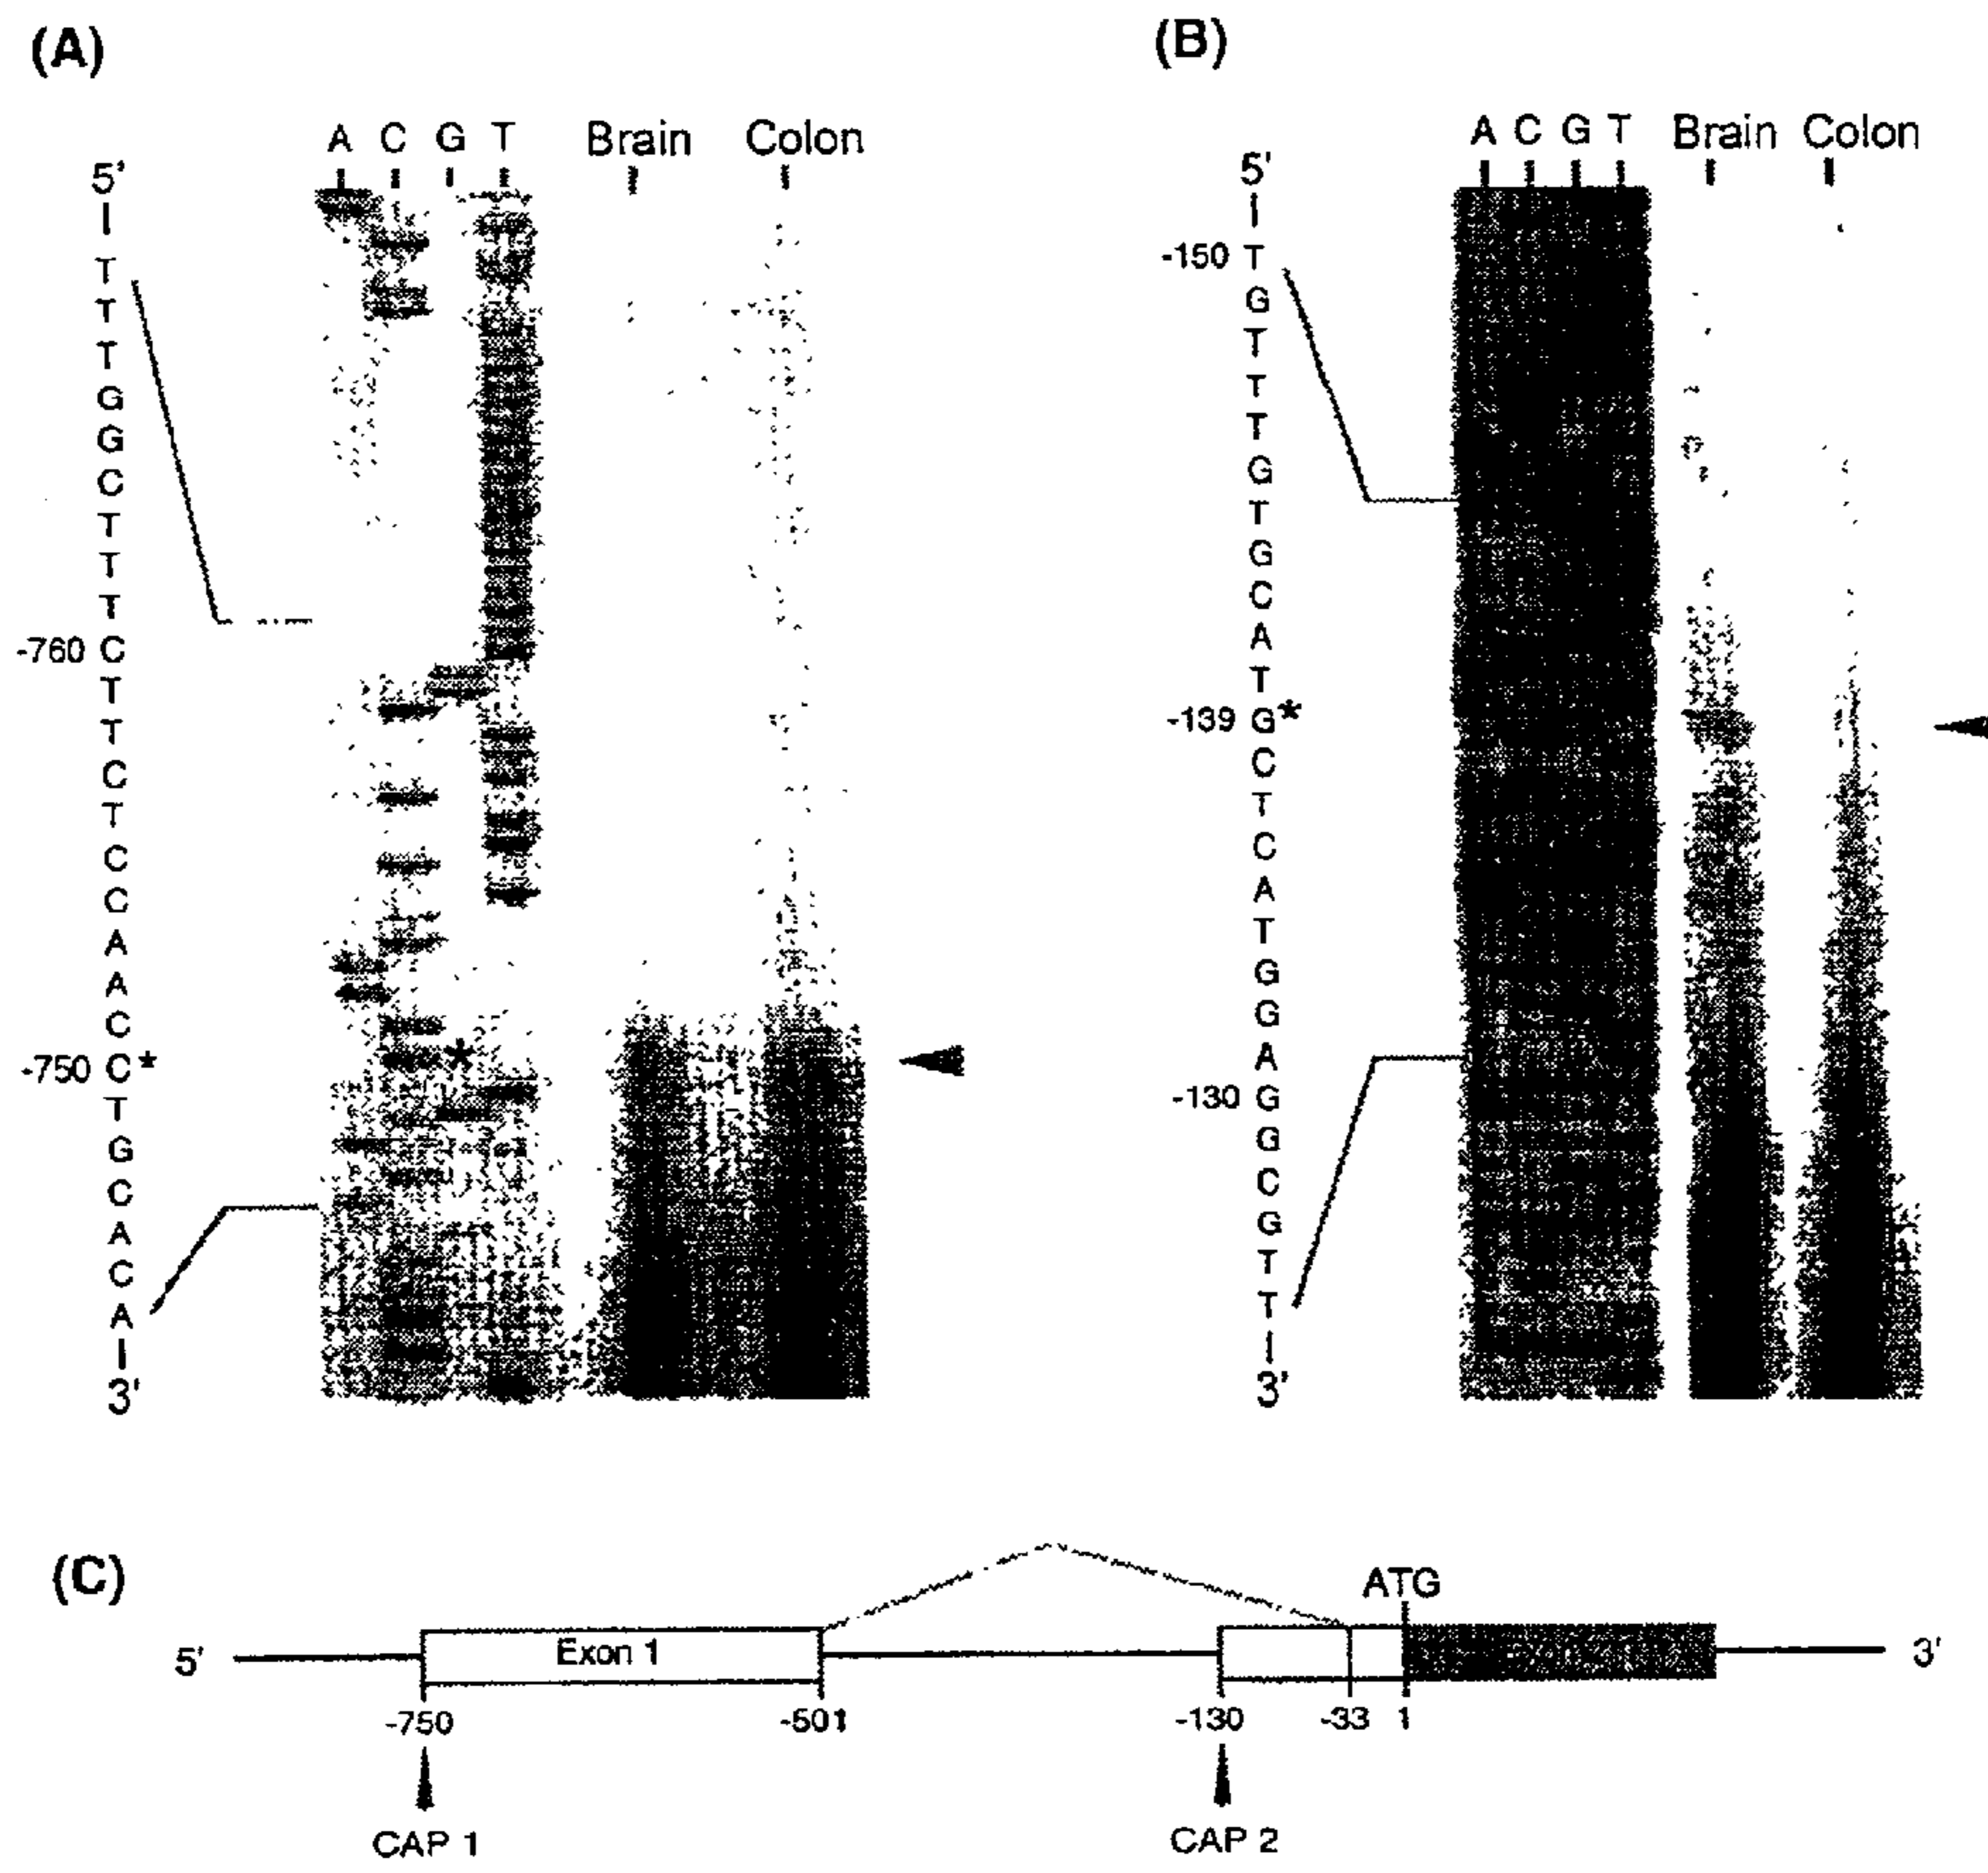 (A)
A C G T Brain Colon
5'
T
T
T
G
G
C
T
T
T
-760 C
T
T
C
T
C
C
A
A
C
-750 C*
T
G
C
A
C
A
3'
*
(B)
A C G T Brain Colon
5'
-150 T
G
T
T
T
G
T
G
C
A
T
-139 G*
C
T
C
A
T
G
G
A
-130 G
G
C
G
T
T
3'
(C)
ATG
5' Exon 1 3'
-750 -501 -130 -33 1
CAP 1 CAP 2